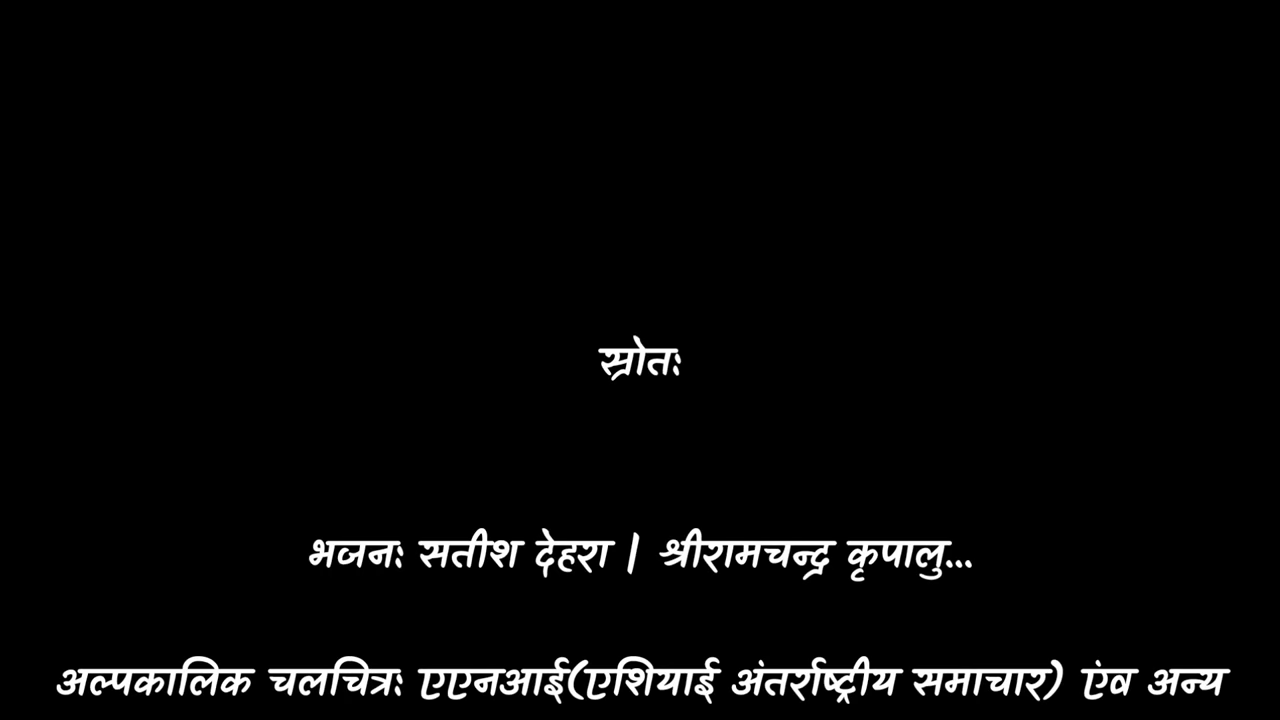 स्रोतः
भजनः सतीश देहरा | श्रीरामचन्द्र कृपालु...
अल्पकालिक चलचित्रः एएनआई(एशियाई अंतर्राष्ट्रीय समाचार) एंव अन्य